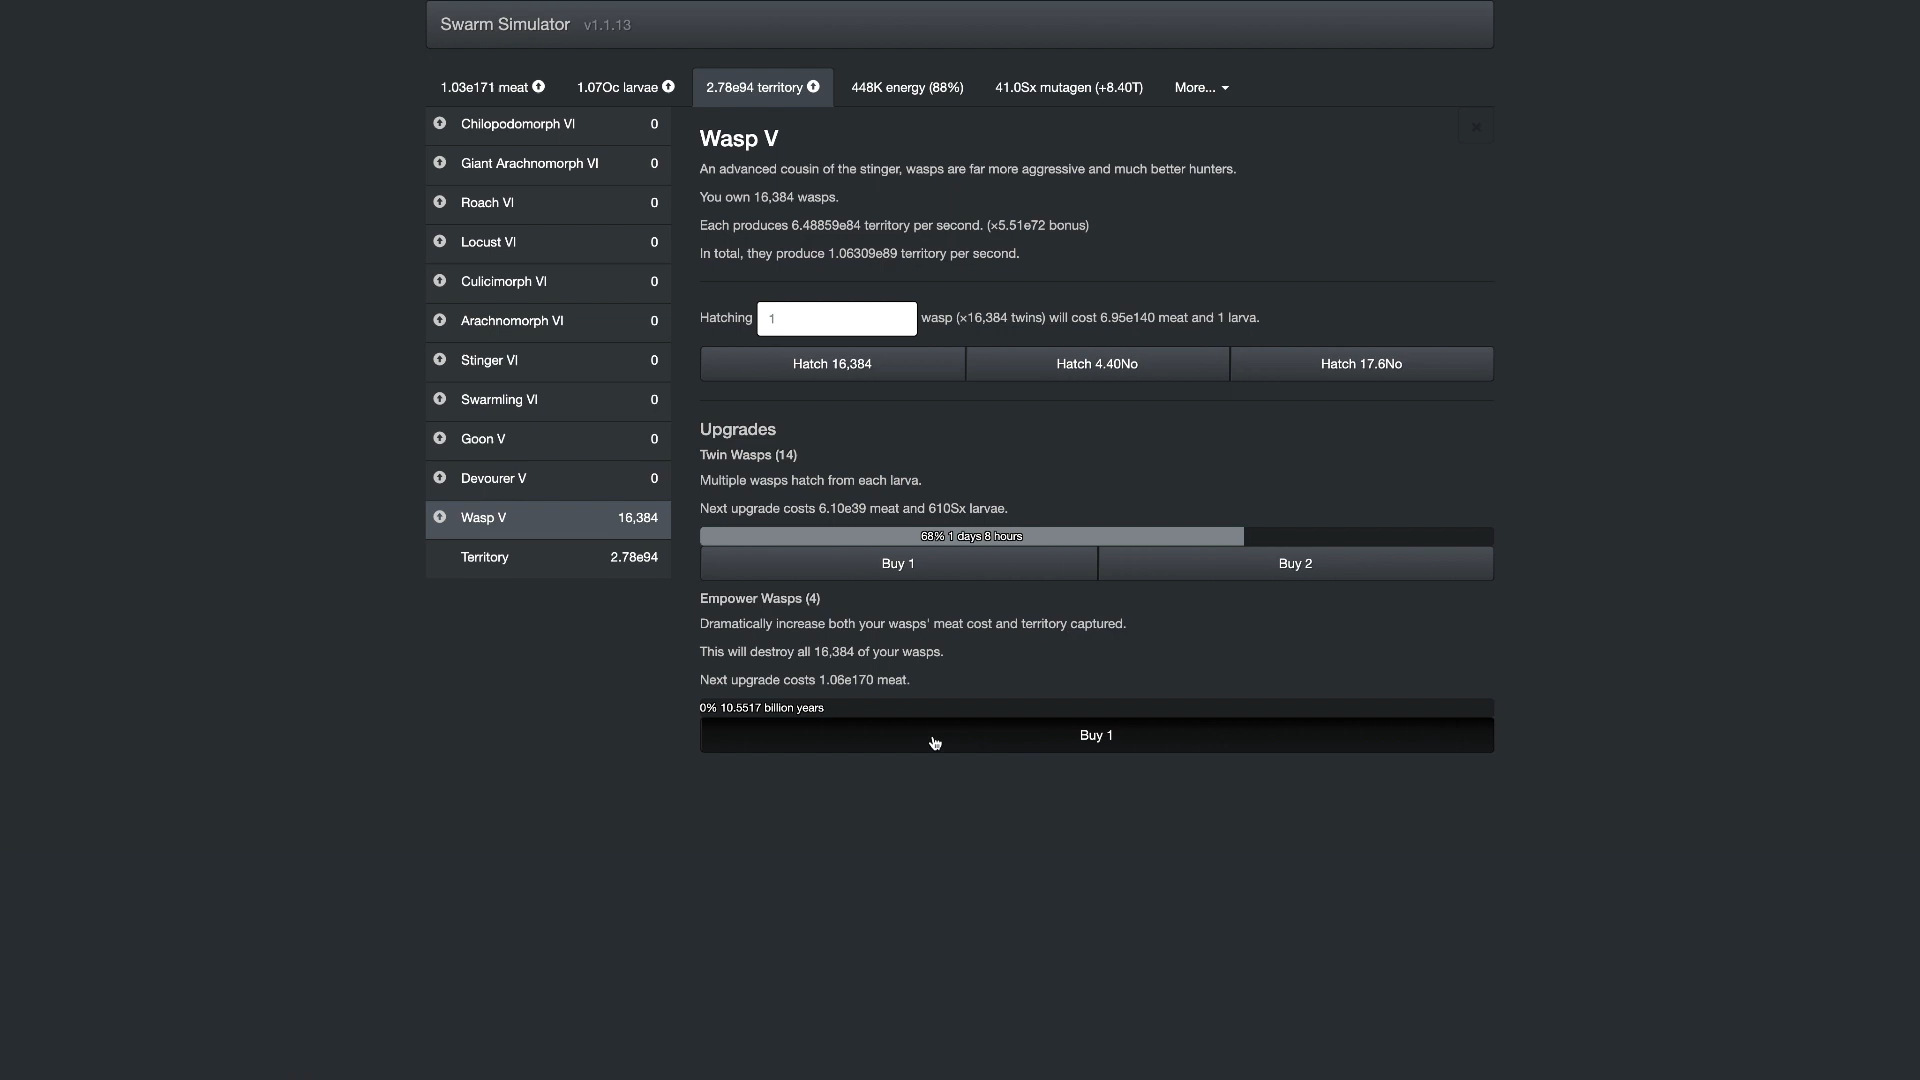 Swarm Simulator v1.1.13
1.03e171 meat 1.07Oc larvae 2.78e94 territory 448K energy (88%) 41.0Sx mutagen (+8.40T) More...
Chilopodomorph VI 0
Giant Arachnomorph VI 0
Roach VI 0
Locust VI 0
Culicimorph VI 0
Arachnomorph VI 0
Stinger VI 0
Swarmling VI 0
Goon V 0
Devourer V 0
Wasp V 16,384
Territory 2.78e94
Wasp V
An advanced cousin of the stinger, wasps are far more aggressive and much better hunters.
You own 16,384 wasps.
Each produces 6.48859e84 territory per second. (×5.51e72 bonus)
In total, they produce 1.06309e89 territory per second.
Hatching 1 wasp (×16,384 twins) will cost 6.95e140 meat and 1 larva.
Hatch 16,384 Hatch 4.40No Hatch 17.6No
Upgrades
Twin Wasps (14)
Multiple wasps hatch from each larva.
Next upgrade costs 6.10e39 meat and 610Sx larvae.
68% 1 days 8 hours
Buy 1 Buy 2
Empower Wasps (4)
Dramatically increase both your wasps' meat cost and territory captured.
This will destroy all 16,384 of your wasps.
Next upgrade costs 1.06e170 meat.
0% 10.5517 billion years
Buy 1